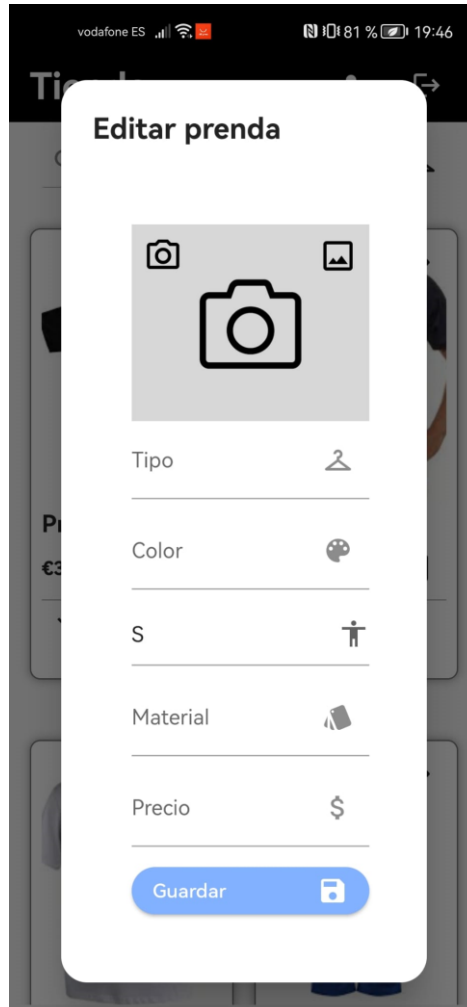 vodafone ES 81 % 19:46
Editar prenda
Tipo
Color
S
Material
Precio
$
Guardar